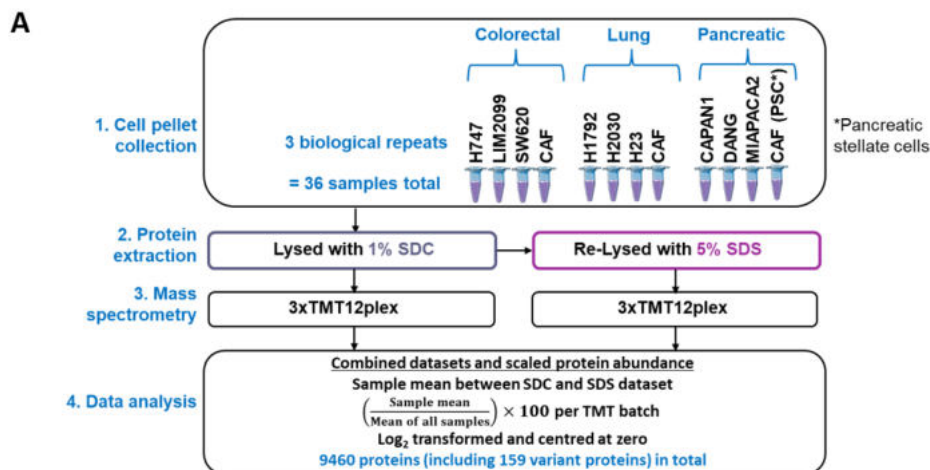 A
Colorectal
Lung
Pancreatic
1. Cell pellet
collection
3 biological repeats
= 36 samples total
H747
LIM2099
SW620
CAF
H1792
H2030
H23
CAF
CAPAN1
DANG
MIAPACA2
CAF (PSC*)
*Pancreatic
stellate cells
2. Protein
extraction
Lysed with 1% SDC
Re-Lysed with 5% SDS
3. Mass
spectrometry
3xTMT12plex
3xTMT12plex
4. Data analysis
Combined datasets and scaled protein abundance
Sample mean between SDC and SDS dataset
(Sample mean / Mean of all samples) × 100 per TMT batch
Log₂ transformed and centred at zero
9460 proteins (including 159 variant proteins) in total